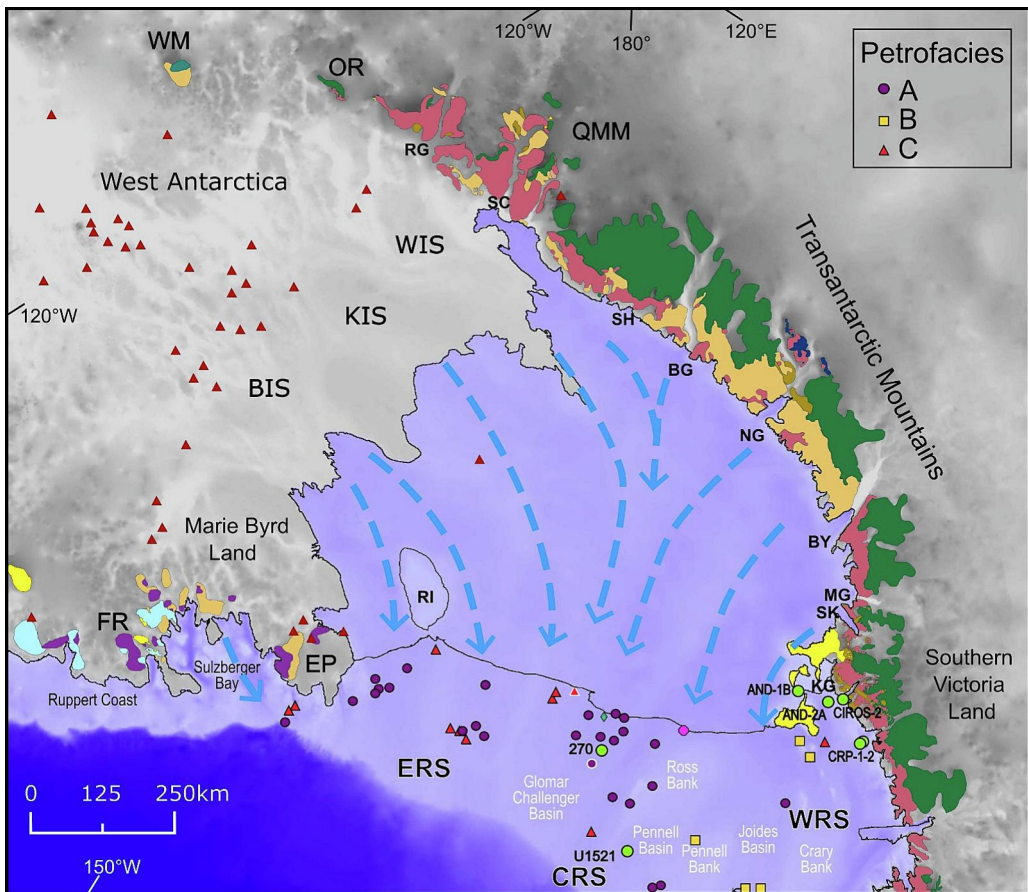 120°W
180°
120°E
WM
OR
Petrofacies
A
B
C
QMM
RG
West Antarctica
SC
WIS
Transantarctic Mountains
120°W
KIS
SH
BG
BIS
NG
Marie Byrd
Land
BY
RI
MG
SK
FR
EP
Sulzberger
Bay
Ruppert Coast
Southern
Victoria
Land
AND-1B
KG
AND-2A
CIROS-2
270
CRP-1-2
ERS
Ross
Bank
Glomar
Challenger
Basin
0 125 250km
WRS
Pennell
Basin
Pennell
Bank
Joides
Basin
Crary
Bank
U1521
150°W
CRS